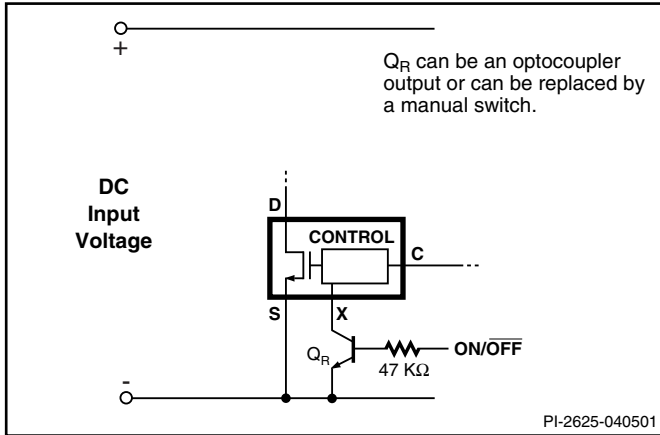 +
Q_R can be an optocoupler
output or can be replaced by
a manual switch.
DC
Input
Voltage
D
CONTROL
C
S
X
Q_R
47 KΩ
ON/O̅F̅F̅
-
PI-2625-040501